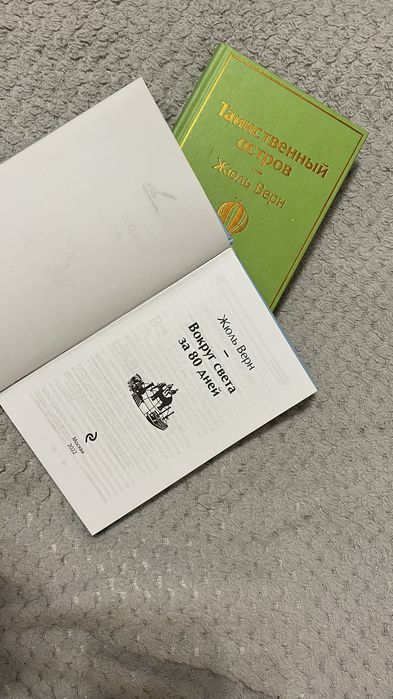 Таинственный
остров
Жюль Верн
Жюль Верн
Вокруг света
за 80 дней
Москва
2022